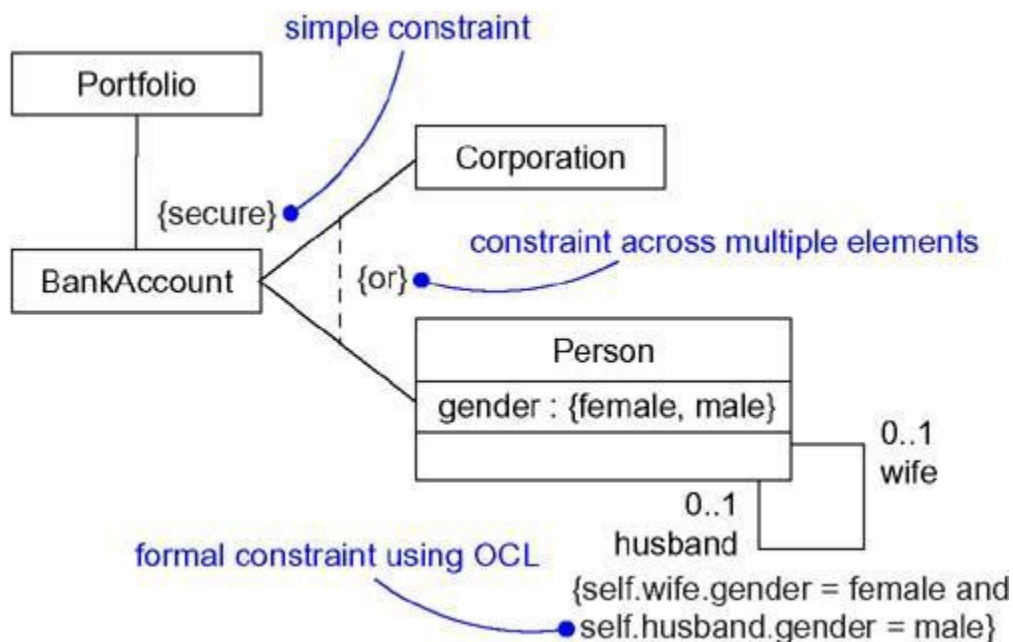 simple constraint
Portfolio
Corporation
{secure}
constraint across multiple elements
BankAccount
{or}
Person
gender : {female, male}
0..1
wife
0..1
husband
formal constraint using OCL
{self.wife.gender = female and
self.husband.gender = male}